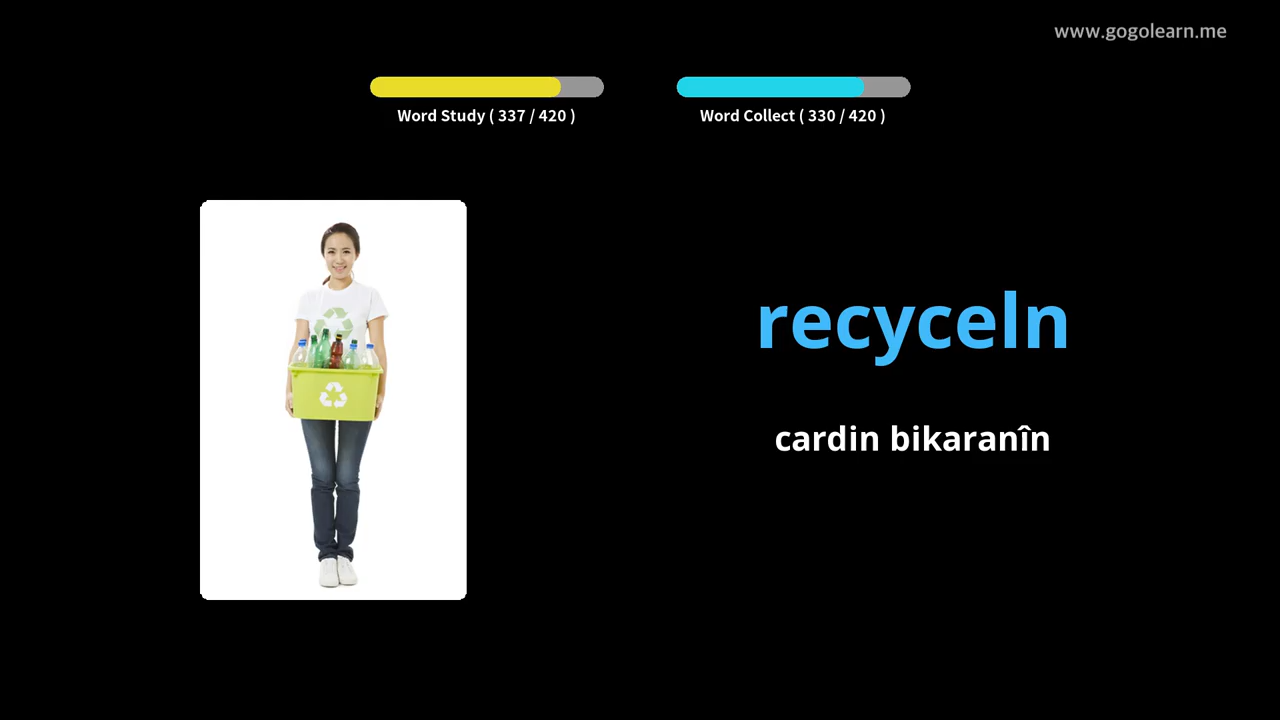 www.gogolearn.me
Word Study ( 337 / 420 )
Word Collect ( 330 / 420 )
recyceln
cardin bikaranîn